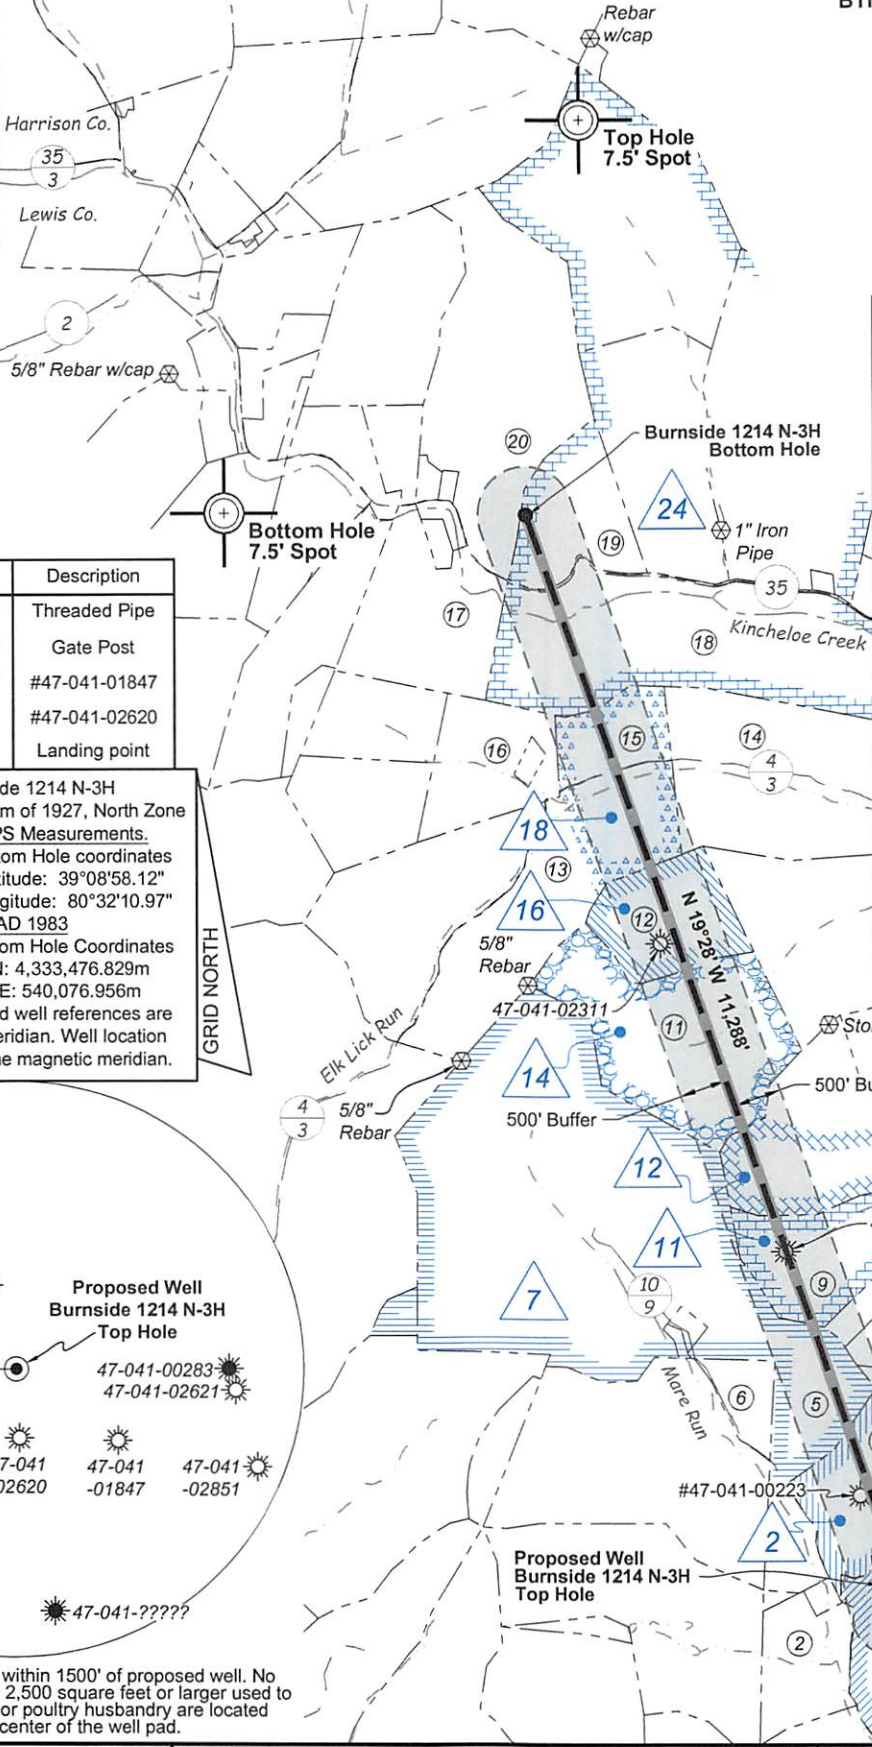 Rebar
w/cap
Harrison Co.
35
3
Lewis Co.
Top Hole
7.5' Spot
2
5/8" Rebar w/cap
20
Burnside 1214 N-3H
Bottom Hole
24
1" Iron
Pipe
Bottom Hole
7.5' Spot
19
35
Kincheloe Creek
17
18
Description
Threaded Pipe
Gate Post
#47-041-01847
#47-041-02620
Landing point
16
15
14
4
3
de 1214 N-3H
m of 1927, North Zone
PS Measurements.
tom Hole coordinates
titude: 39°08'58.12"
gitude: 80°32'10.97"
AD 1983
om Hole Coordinates
N: 4,333,476.829m
E: 540,076.956m
d well references are
eridian. Well location
ne magnetic meridian.
GRID NORTH
18
13
16
12
5/8"
Rebar
47-041-02311
N 19°28' W 11,288'
Elk Lick Run
11
14
500' Buffer
500' Bu
4
3
5/8"
Rebar
12
11
7
10
9
9
Mare Run
6
5
Proposed Well
Burnside 1214 N-3H
Top Hole
47-041-00283
47-041-02621
7-041
02620
47-041
-01847
47-041
-02851
#47-041-00223
2
Proposed Well
Burnside 1214 N-3H
Top Hole
2
47-041-?????
within 1500' of proposed well. No
2,500 square feet or larger used to
or poultry husbandry are located
center of the well pad.